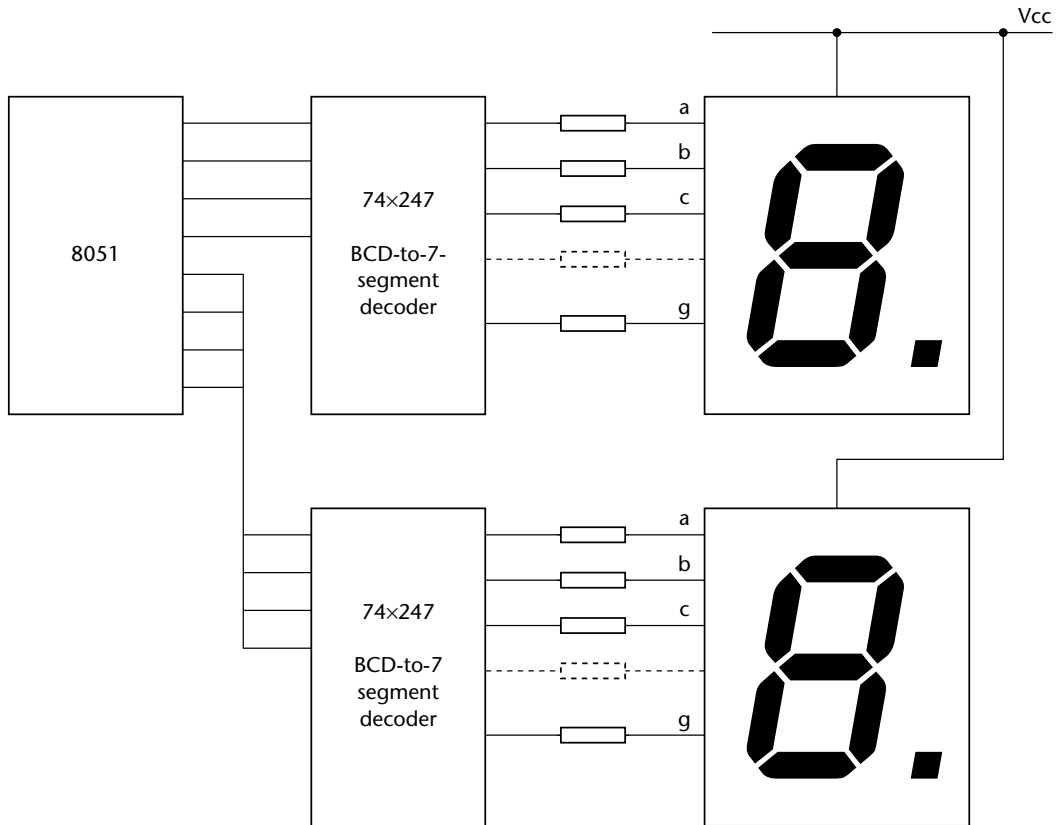 Vcc
8051
74×247
BCD-to-7-
segment
decoder
a
b
c
g
74×247
BCD-to-7
segment
decoder
a
b
c
g